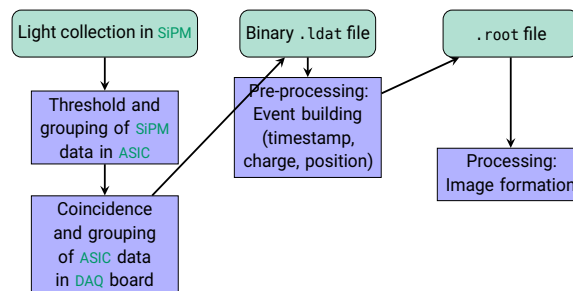 Light collection in SiPM
Threshold and
grouping of SiPM
data in ASIC
Coincidence
and grouping
of ASIC data
in DAQ board
Binary .ldat file
Pre-processing:
Event building
(timestamp,
charge, position)
.root file
Processing:
Image formation